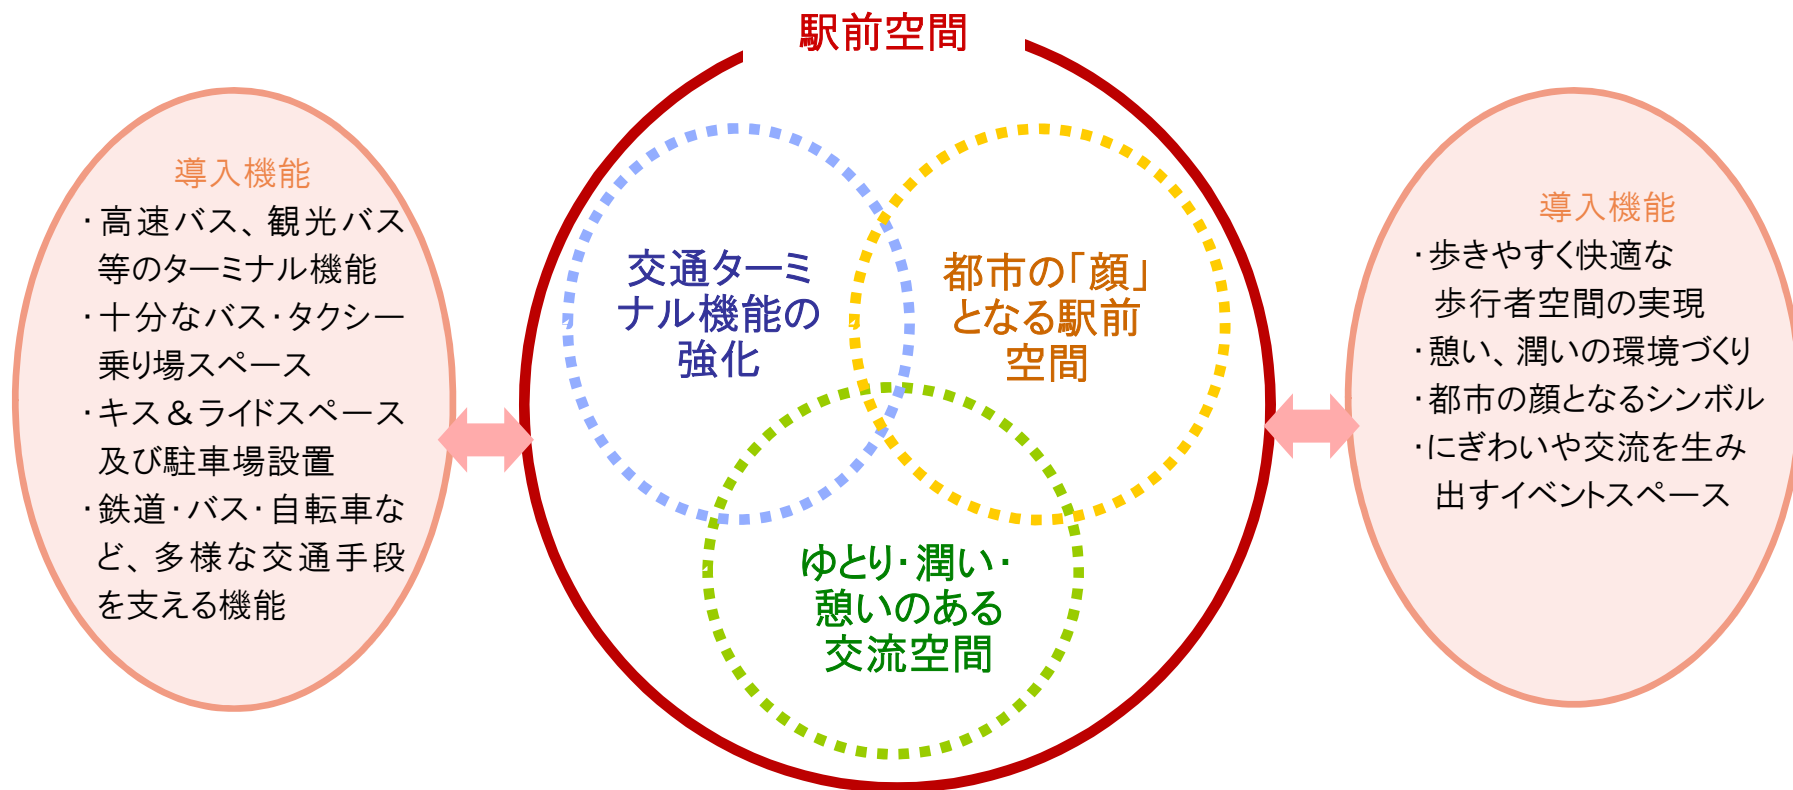 駅前空間
導入機能
・高速バス、観光バス
等のターミナル機能
・十分なバス・タクシー
乗り場スペース
・キス＆ライドスペース
及び駐車場設置
・鉄道・バス・自転車な
ど、多様な交通手段
を支える機能
交通ターミ
ナル機能の
強化
都市の「顔」
となる駅前
空間
ゆとり・潤い・
憩いのある
交流空間
導入機能
・歩きやすく快適な
歩行者空間の実現
・憩い、潤いの環境づくり
・都市の顔となるシンボル
・にぎわいや交流を生み
出すイベントスペース